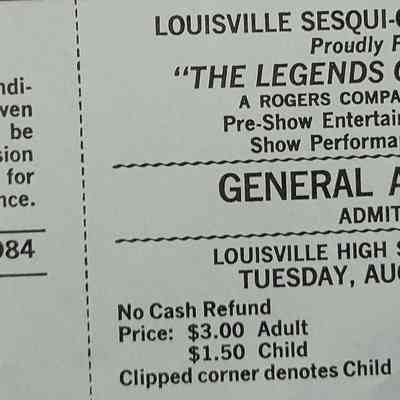 ndi-
ven
be
sion
for
nce.
984
LOUISVILLE SESQUI-
Proudly
"THE LEGENDS
A ROGERS COMPA
Pre-Show Entertai
Show Performa
GENERAL A
ADMIT
LOUISVILLE HIGH
TUESDAY, AUG
No Cash Refund
Price: $3.00 Adult
$1.50 Child
Clipped corner denotes Child